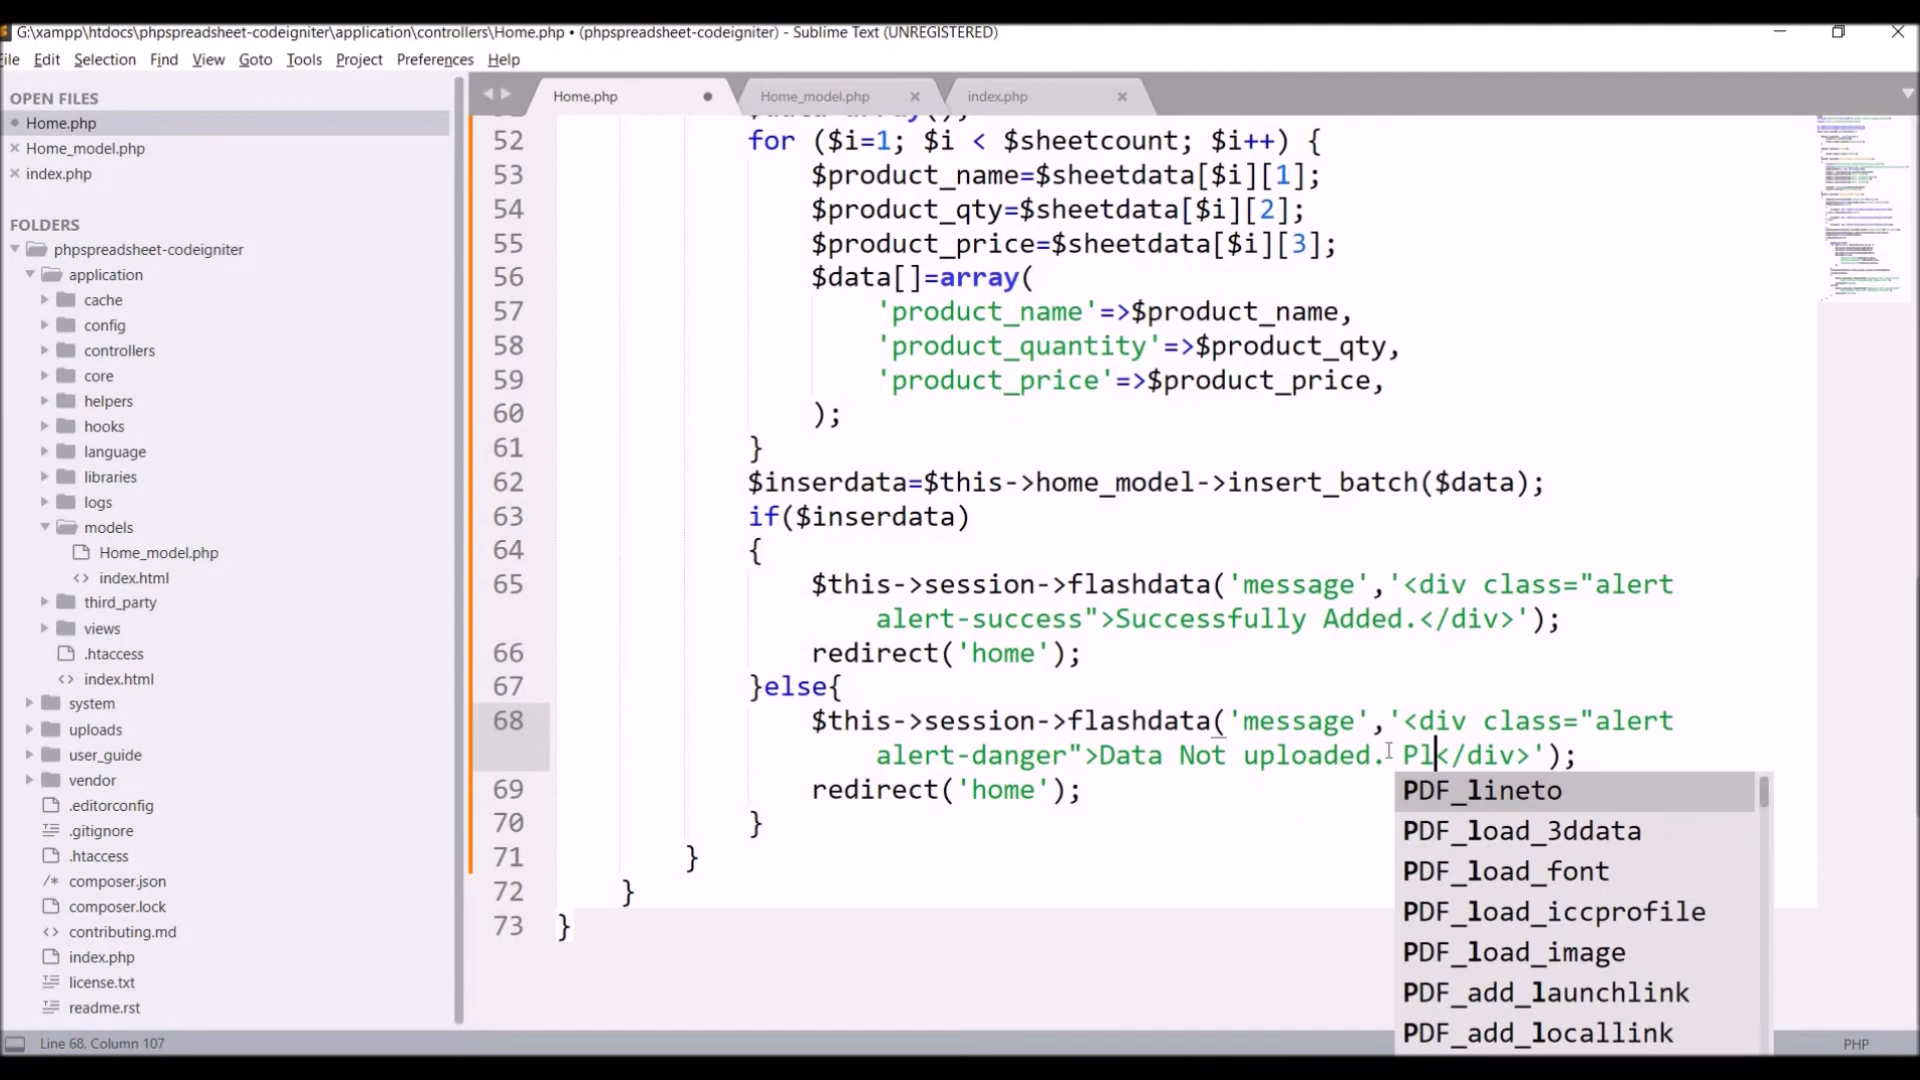 G:\xampp\htdocs\phpspreadsheet-codeigniter\application\controllers\Home.php • (phpspreadsheet-codeigniter) - Sublime Text (UNREGISTERED)
ile Edit Selection Find View Goto Tools Project Preferences Help
OPEN FILES
Home.php
Home_model.php
index.php
FOLDERS
phpspreadsheet-codeigniter
application
cache
config
controllers
core
helpers
hooks
language
libraries
logs
models
Home_model.php
index.html
third_party
views
.htaccess
index.html
system
uploads
user_guide
vendor
.editorconfig
.gitignore
.htaccess
composer.json
composer.lock
contributing.md
index.php
license.txt
readme.rst
Home.php Home_model.php index.php
52 for ($i=1; $i < $sheetcount; $i++) {
53 $product_name=$sheetdata[$i][1];
54 $product_qty=$sheetdata[$i][2];
55 $product_price=$sheetdata[$i][3];
56 $data[]=array(
57 'product_name'=>$product_name,
58 'product_quantity'=>$product_qty,
59 'product_price'=>$product_price,
60 );
61 }
62 $inserdata=$this->home_model->insert_batch($data);
63 if($inserdata)
64 {
65 $this->session->flashdata('message','<div class="alert
alert-success">Successfully Added.</div>');
66 redirect('home');
67 }else{
68 $this->session->flashdata('message','<div class="alert
alert-danger">Data Not uploaded. Pl</div>');
69 redirect('home');
70 }
71 }
72 }
73 }
PDF_lineto
PDF_load_3ddata
PDF_load_font
PDF_load_iccprofile
PDF_load_image
PDF_add_launchlink
PDF_add_locallink
Line 68, Column 107
PHP